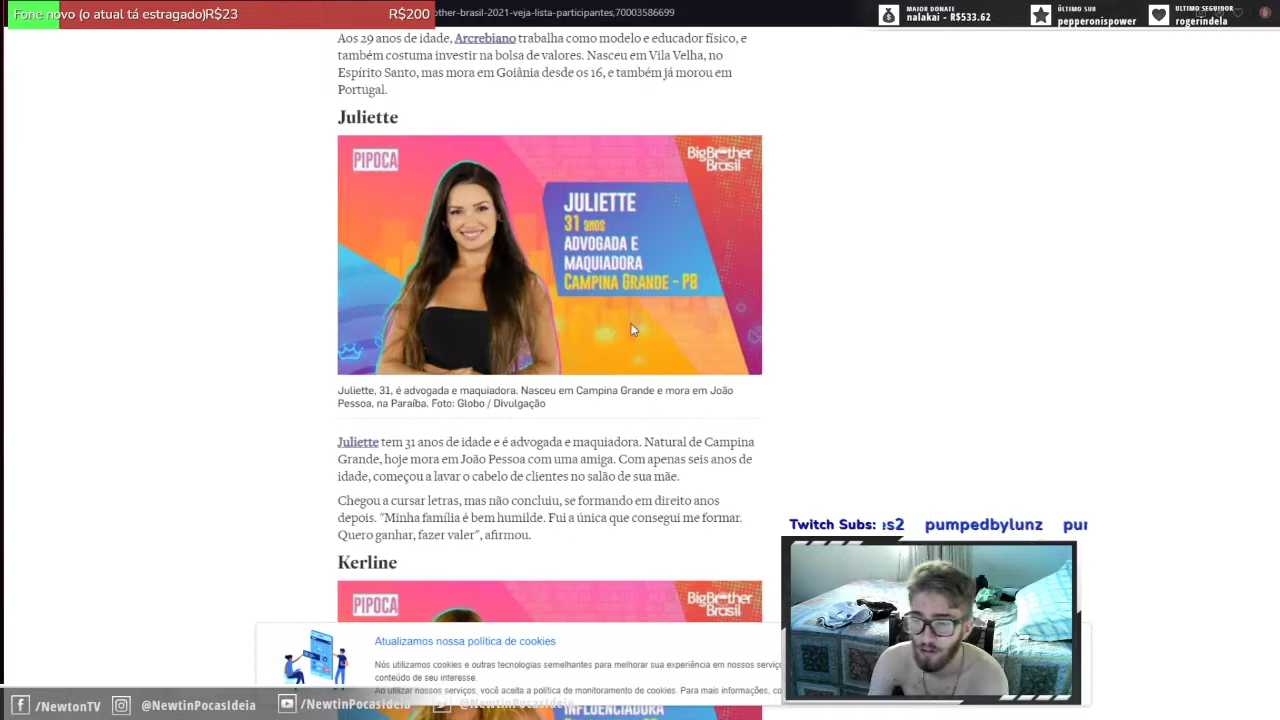 Fone novo (o atual tá estragado)R$23
R$200
other-brasil-2021-veja-lista-participantes,70003586699
MAIOR DONATE
nalakai - R$533.62
ÚLTIMO SUB
pepperonispower
ULTIMO SEGUIDOR
rogerindela
Aos 29 anos de idade, Arcrebiano trabalha como modelo e educador físico, e
também costuma investir na bolsa de valores. Nasceu em Vila Velha, no
Espírito Santo, mas mora em Goiânia desde os 16, e também já morou em
Portugal.
Juliette
PIPOCA
BigBrother
Brasil
JULIETTE
31 anos
ADVOGADA E
MAQUIADORA
CAMPINA GRANDE - PB
Juliette, 31, é advogada e maquiadora. Nasceu em Campina Grande e mora em João
Pessoa, na Paraíba. Foto: Globo / Divulgação
Juliette tem 31 anos de idade e é advogada e maquiadora. Natural de Campina
Grande, hoje mora em João Pessoa com uma amiga. Com apenas seis anos de
idade, começou a lavar o cabelo de clientes no salão de sua mãe.
Chegou a cursar letras, mas não concluiu, se formando em direito anos
depois. "Minha família é bem humilde. Fui a única que consegui me formar.
Quero ganhar, fazer valer", afirmou.
Kerline
PIPOCA
BigBrother
Brasil
Twitch Subs: es2 pumpedbylunz pur
Atualizamos nossa política de cookies
Nós utilizamos cookies e outras tecnologias semelhantes para melhorar sua experiência em nossos serviço
conteúdo de seu interesse.
Ao utilizar nossos serviços, você aceita a política de monitoramento de cookies. Para mais informações, co
INFLUENCIADORA
/NewtonTV
@NewtinPocasIdeia
/NewtinPocasIdeia
@NewtinPocasIdeia